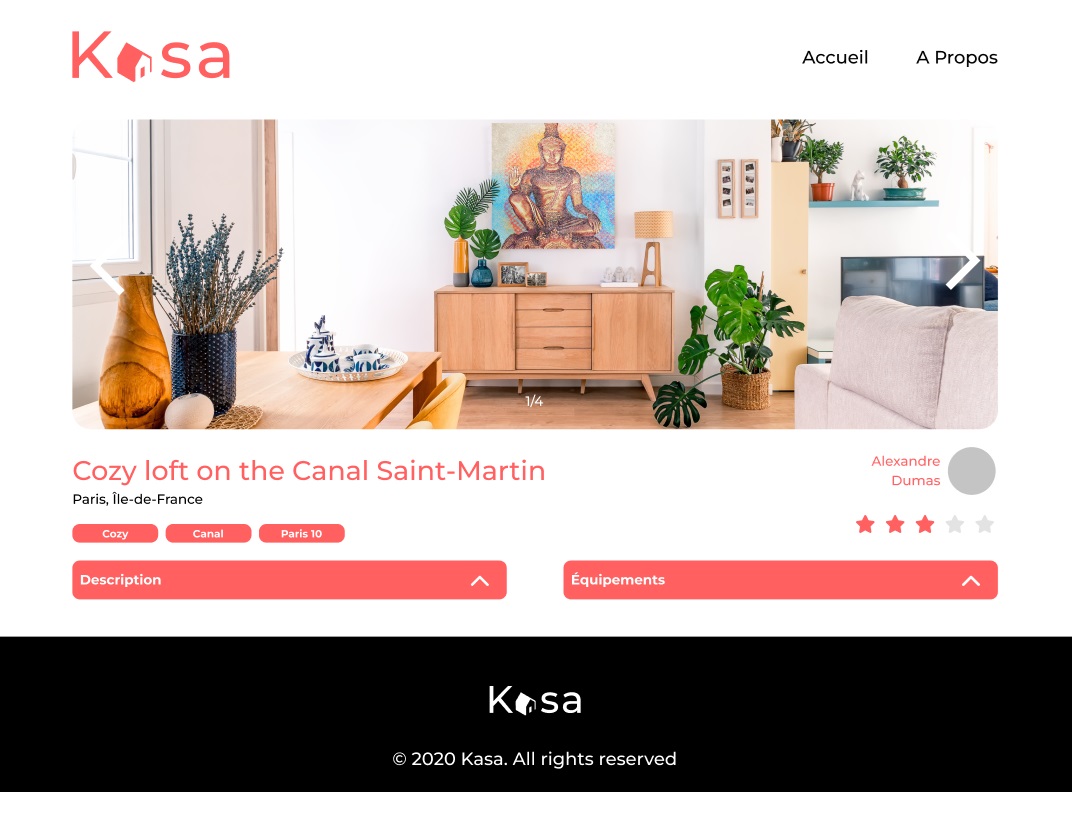 Kasa
Accueil
A Propos
1/4
Cozy loft on the Canal Saint-Martin
Paris, Île-de-France
Cozy
Canal
Paris 10
Alexandre
Dumas
Description
Équipements
Kasa
© 2020 Kasa. All rights reserved